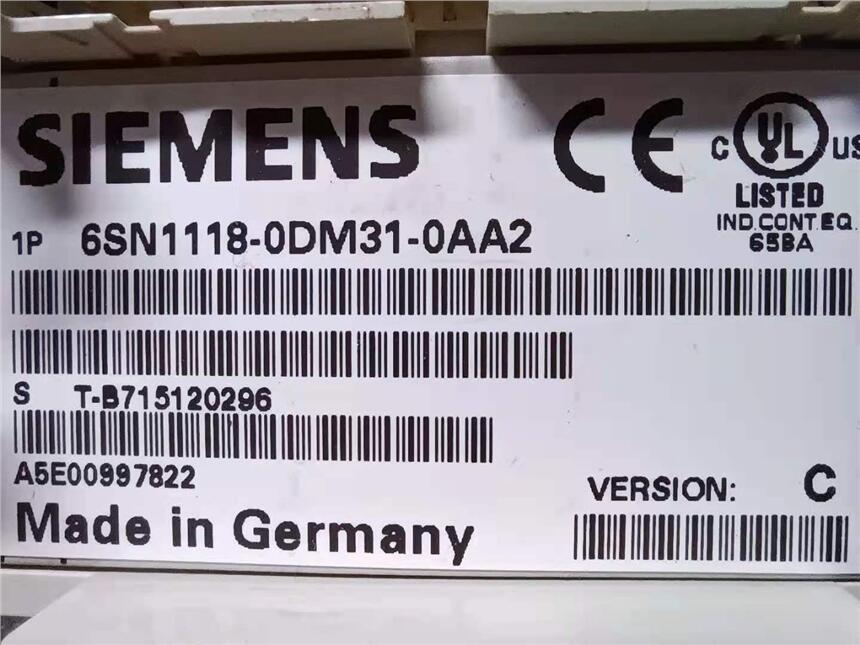 SIEMENS
CE
C UL US
LISTED
IND.CONT.EQ.
65BA
1P 6SN1118-0DM31-0AA2
S T-B715120296
A5E00997822
VERSION: C
Made in Germany